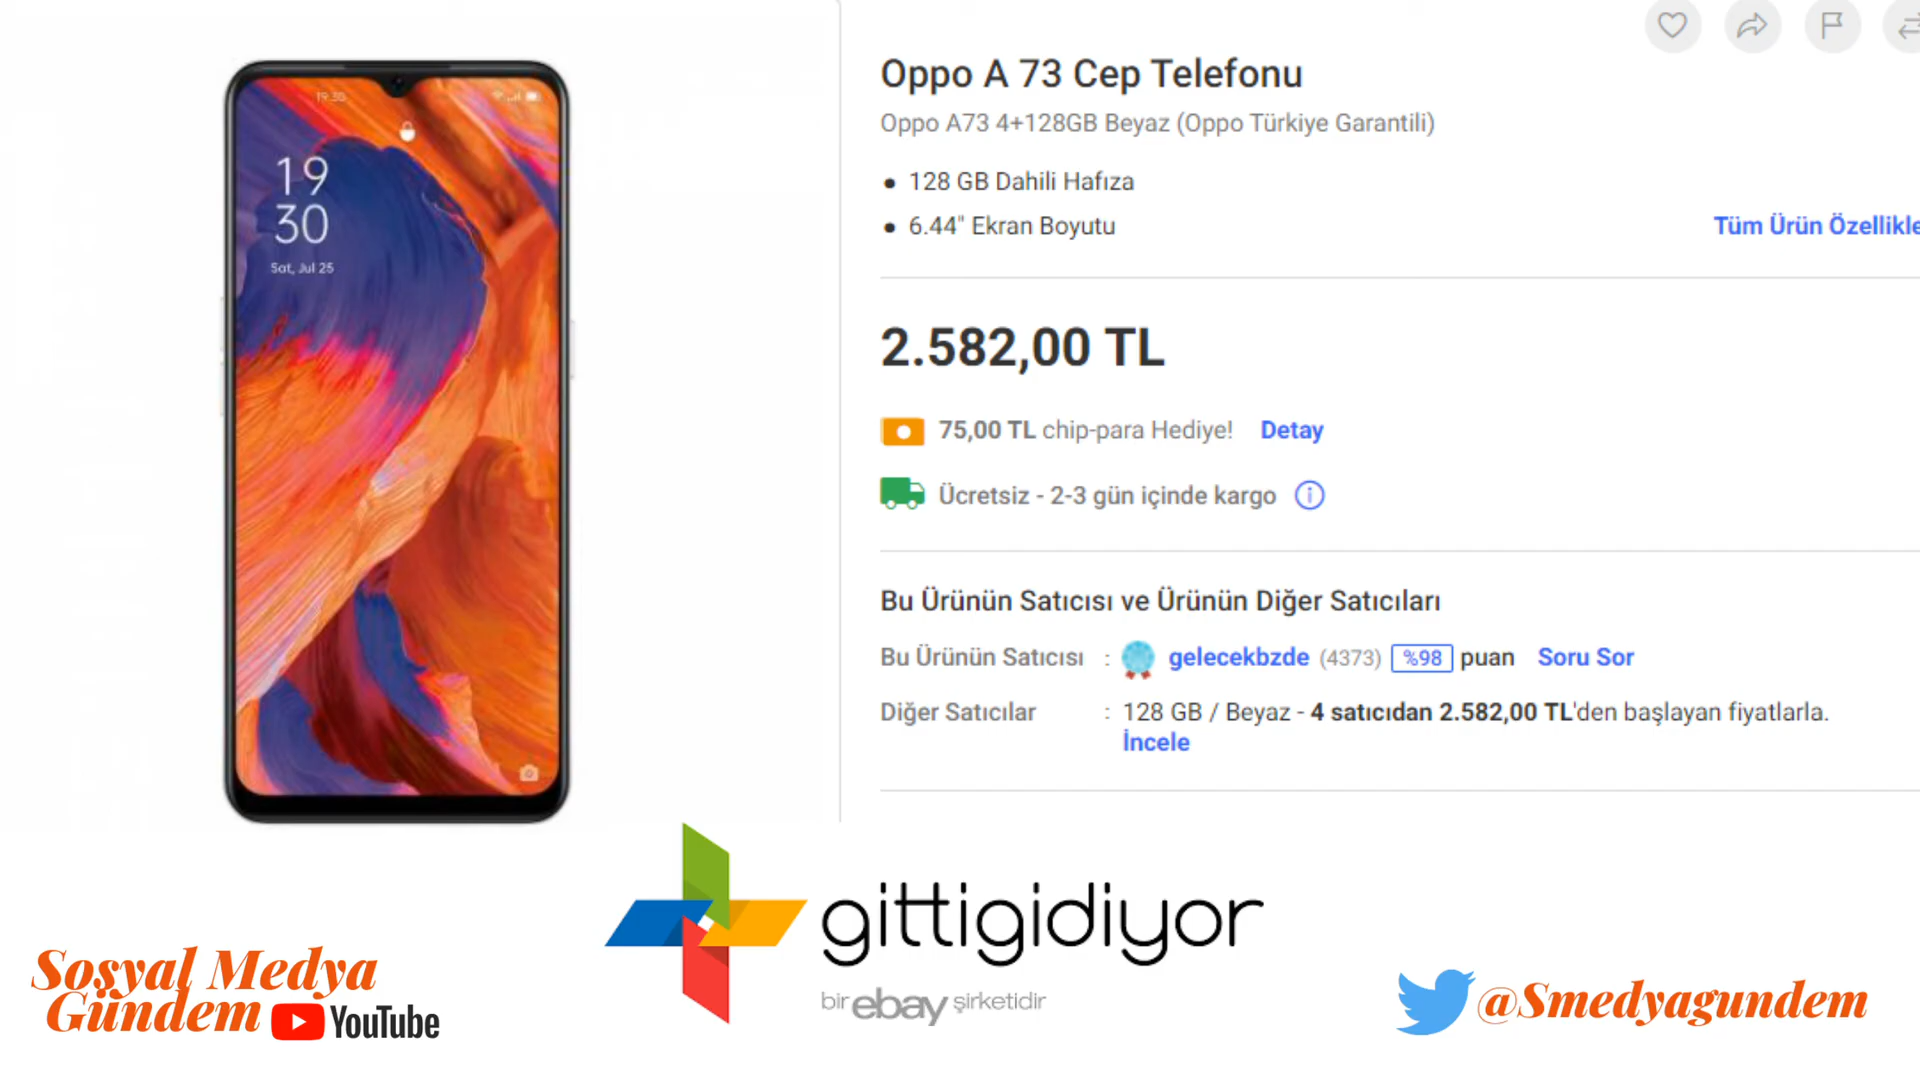 19:30
19
30
Sat, Jul 25
Oppo A 73 Cep Telefonu
Oppo A73 4+128GB Beyaz (Oppo Türkiye Garantili)
● 128 GB Dahili Hafıza
● 6.44" Ekran Boyutu
Tüm Ürün Özellikle
2.582,00 TL
75,00 TL chip-para Hediye! Detay
Ücretsiz - 2-3 gün içinde kargo
Bu Ürünün Satıcısı ve Ürünün Diğer Satıcıları
Bu Ürünün Satıcısı : gelecekbzde (4373) %98 puan Soru Sor
Diğer Satıcılar : 128 GB / Beyaz - 4 satıcıdan 2.582,00 TL'den başlayan fiyatlarla.
İncele
gittigidiyor
bir ebay şirketidir
Sosyal Medya
Gündem YouTube
@Smedyagundem